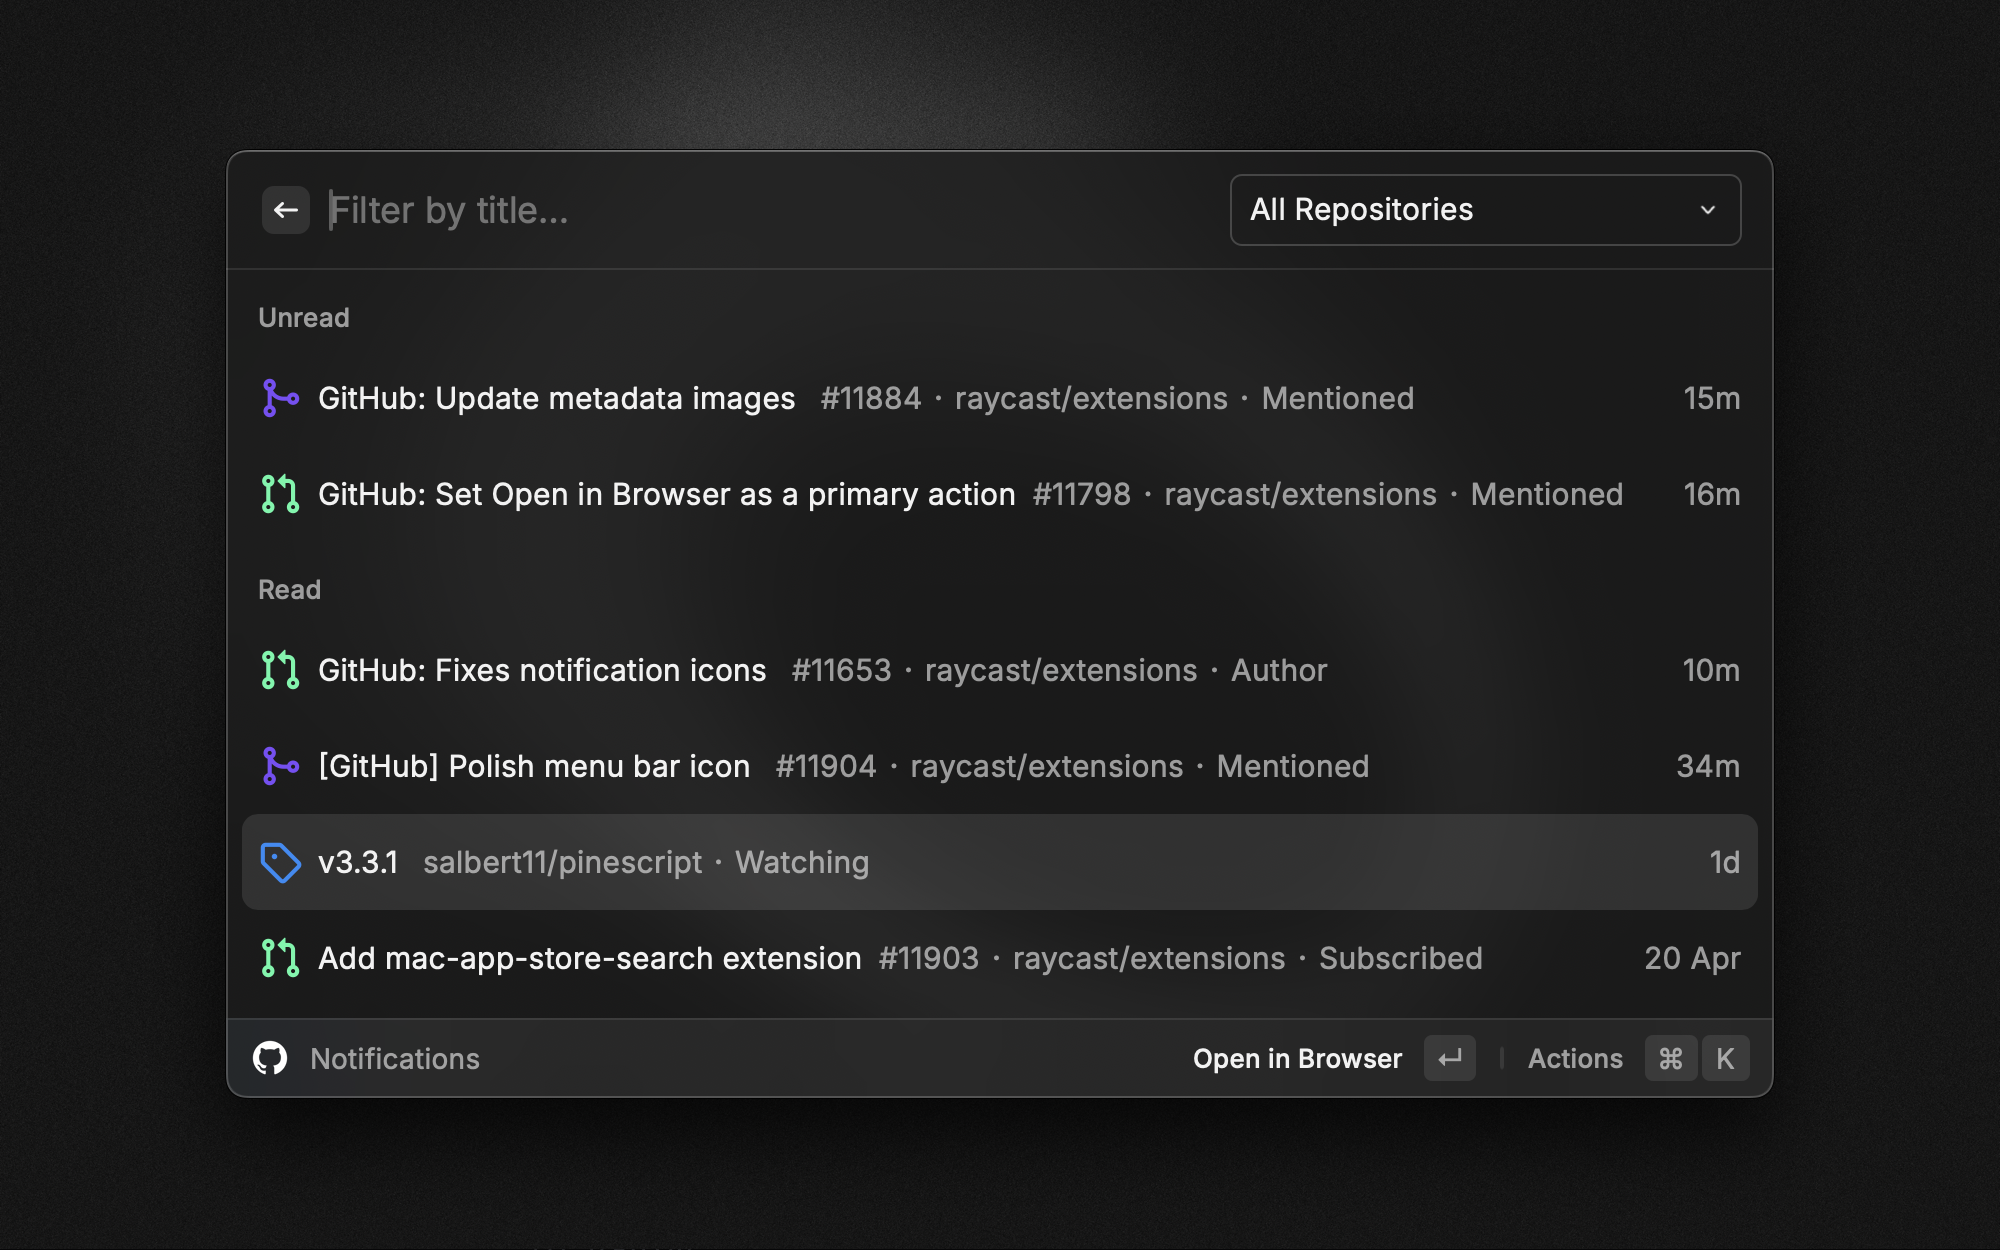 Filter by title...
All Repositories
Unread
GitHub: Update metadata images #11884 · raycast/extensions · Mentioned 15m
GitHub: Set Open in Browser as a primary action #11798 · raycast/extensions · Mentioned 16m
Read
GitHub: Fixes notification icons #11653 · raycast/extensions · Author 10m
[GitHub] Polish menu bar icon #11904 · raycast/extensions · Mentioned 34m
v3.3.1 salbert11/pinescript · Watching 1d
Add mac-app-store-search extension #11903 · raycast/extensions · Subscribed 20 Apr
Notifications Open in Browser ↵ Actions ⌘ K